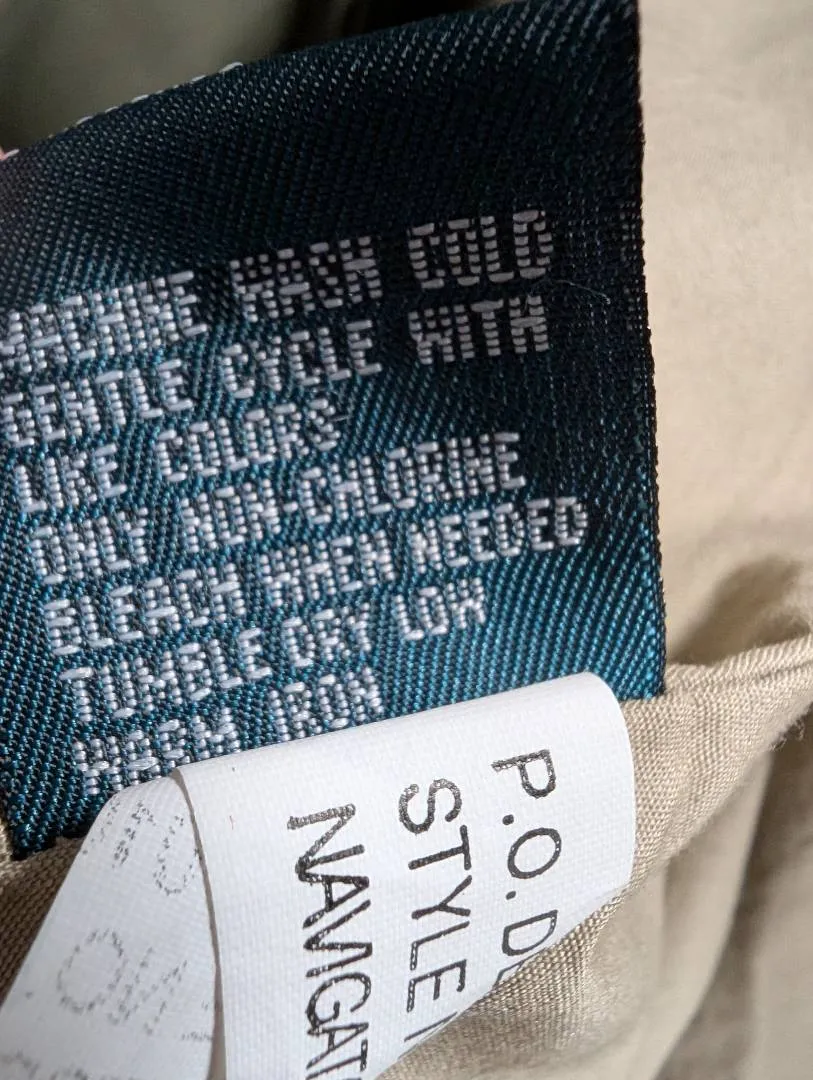 MACHINE WASH COLD
GENTLE CYCLE WITH
LIKE COLORS
ONLY NON-CHLORINE
BLEACH WHEN NEEDED
TUMBLE DRY LOW
WARM IRON
P.O.
STYLE